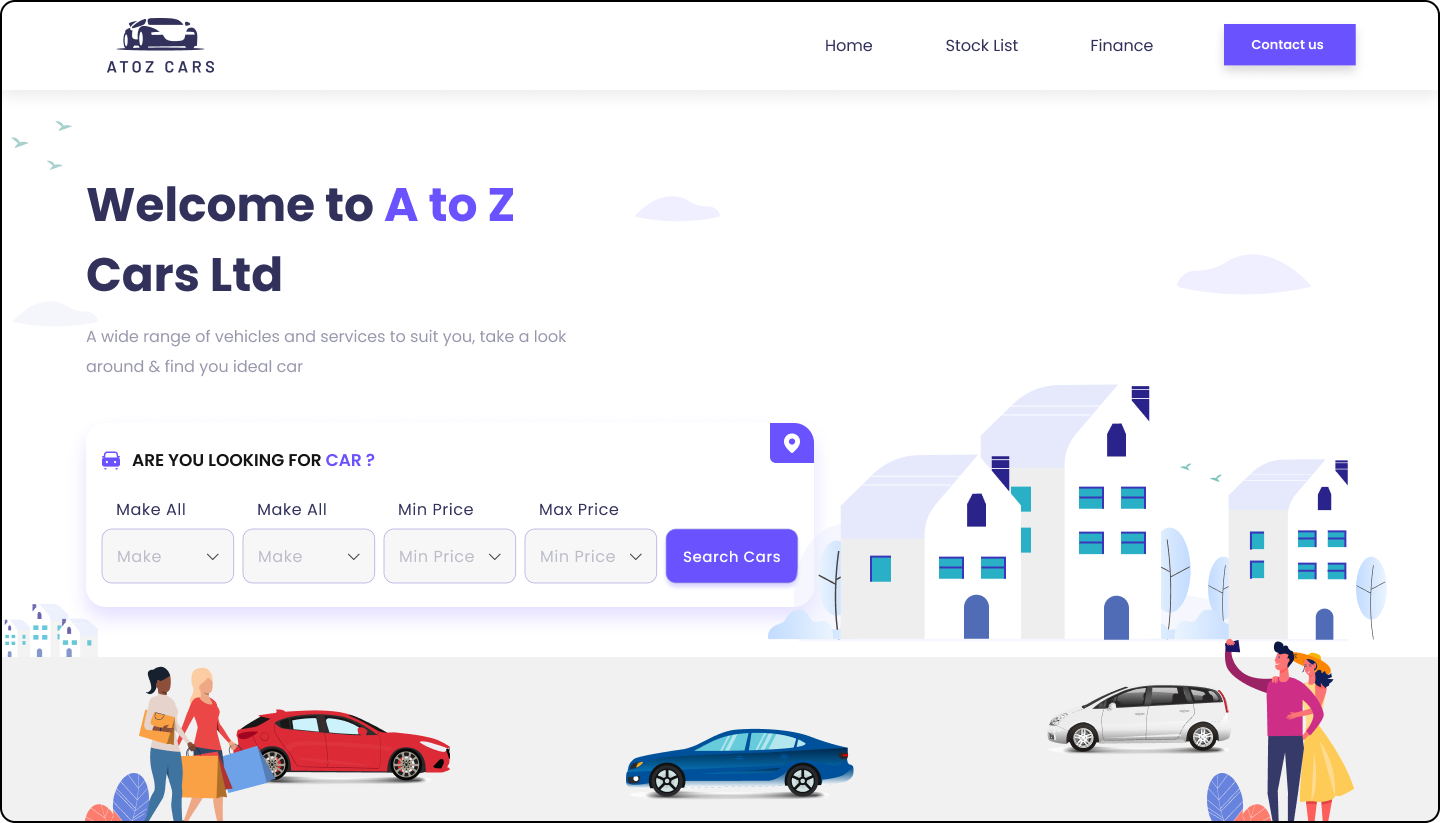 ATOZ CARS
Home
Stock List
Finance
Contact us
Welcome to A to Z
Cars Ltd
A wide range of vehicles and services to suit you, take a look
around & find you ideal car
ARE YOU LOOKING FOR CAR ?
Make All
Make All
Min Price
Max Price
Make
Make
Min Price
Min Price
Search Cars